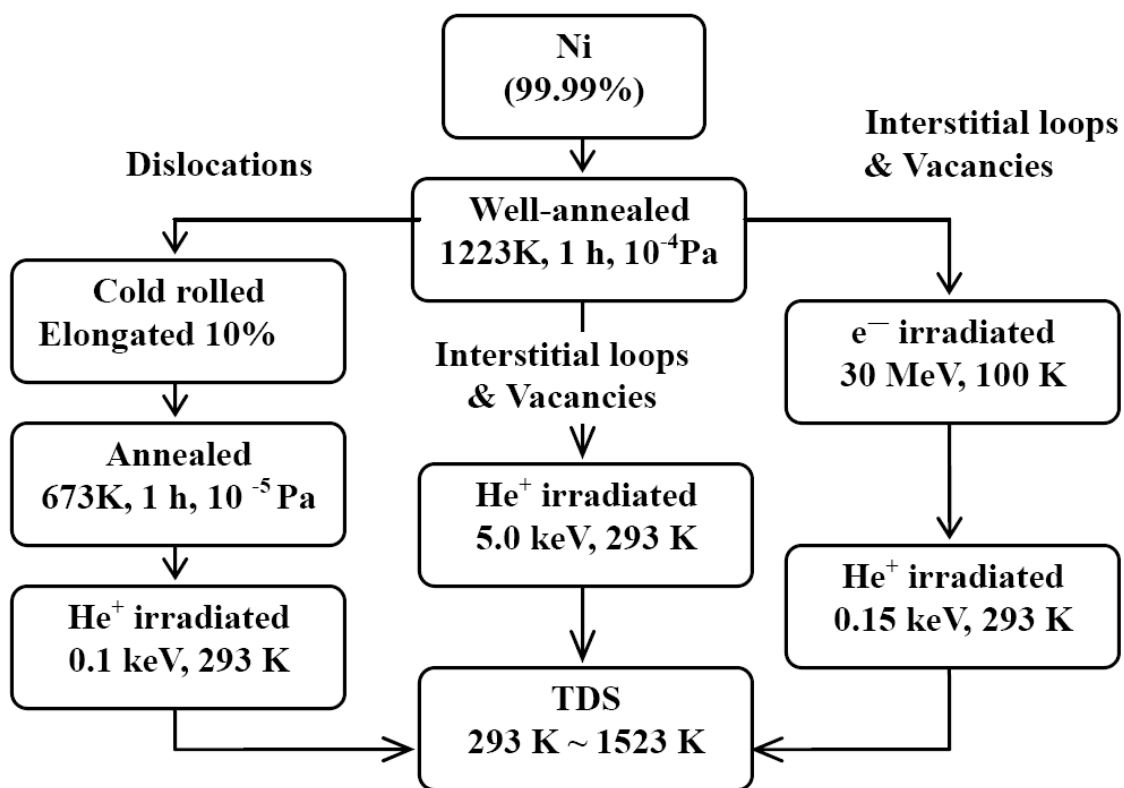 Ni
(99.99%)
Dislocations
Interstitial loops
& Vacancies
Well-annealed
1223K, 1 h, 10⁻⁴Pa
Cold rolled
Elongated 10%
Interstitial loops
& Vacancies
e⁻ irradiated
30 MeV, 100 K
Annealed
673K, 1 h, 10 ⁻⁵ Pa
He⁺ irradiated
5.0 keV, 293 K
He⁺ irradiated
0.15 keV, 293 K
He⁺ irradiated
0.1 keV, 293 K
TDS
293 K ~ 1523 K